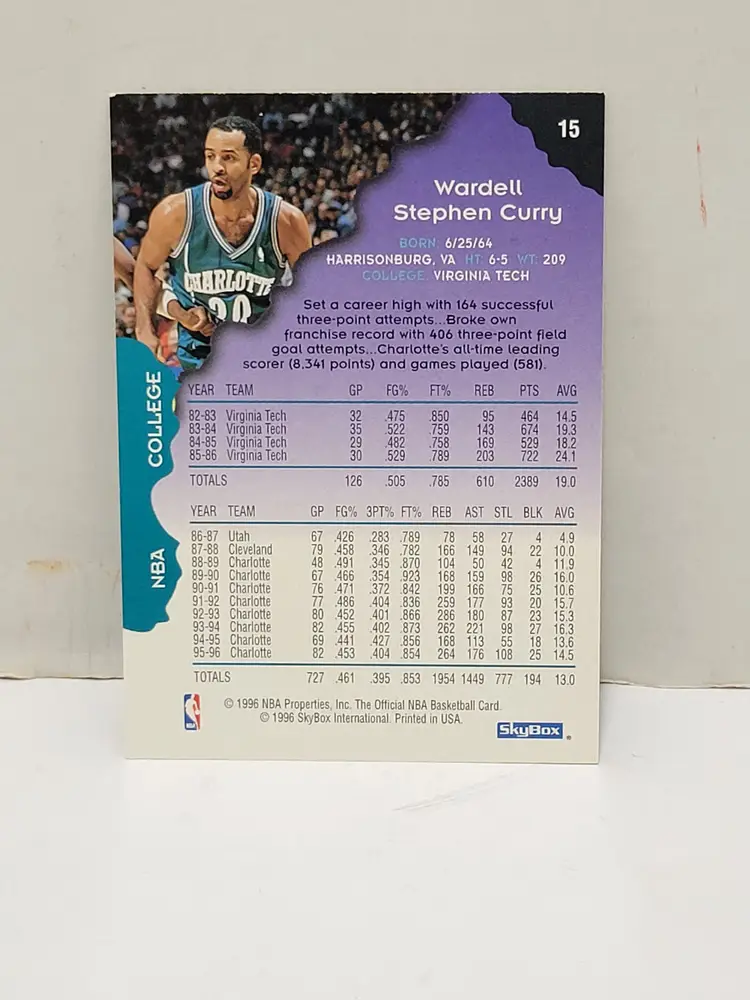 15
Wardell
Stephen Curry
BORN: 6/25/64
HARRISONBURG, VA HT: 6-5 WT: 209
COLLEGE: VIRGINIA TECH
CHARLOTTE
30
Set a career high with 164 successful
three-point attempts...Broke own
franchise record with 406 three-point field
goal attempts...Charlotte's all-time leading
scorer (8,341 points) and games played (581).
COLLEGE
YEAR TEAM GP FG% FT% REB PTS AVG
82-83 Virginia Tech 32 .475 .850 95 464 14.5
83-84 Virginia Tech 35 .522 .759 143 674 19.3
84-85 Virginia Tech 29 .482 .758 169 529 18.2
85-86 Virginia Tech 30 .529 .789 203 722 24.1
TOTALS 126 .505 .785 610 2389 19.0
NBA
YEAR TEAM GP FG% 3PT% FT% REB AST STL BLK AVG
86-87 Utah 67 .426 .283 .789 78 58 27 4 4.9
87-88 Cleveland 79 .458 .346 .782 166 149 94 22 10.0
88-89 Charlotte 48 .491 .345 .870 104 50 42 4 11.9
89-90 Charlotte 67 .466 .354 .923 168 159 98 26 16.0
90-91 Charlotte 76 .471 .372 .842 199 166 75 25 10.6
91-92 Charlotte 77 .486 .404 .836 259 177 93 20 15.7
92-93 Charlotte 80 .452 .401 .866 286 180 87 23 15.3
93-94 Charlotte 82 .455 .402 .873 262 221 98 27 16.3
94-95 Charlotte 69 .441 .427 .856 168 113 55 18 13.6
95-96 Charlotte 82 .453 .404 .854 264 176 108 25 14.5
TOTALS 727 .461 .395 .853 1954 1449 777 194 13.0
NBA
© 1996 NBA Properties, Inc. The Official NBA Basketball Card.
© 1996 SkyBox International. Printed in USA.
SkyBox